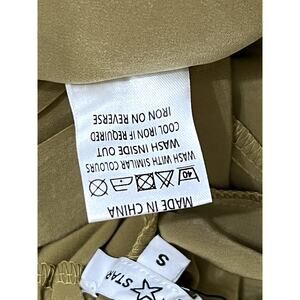 MADE IN CHINA
40
WASH WITH SIMILAR COLOURS
WASH INSIDE OUT
COOL IRON IF REQUIRED
IRON ON REVERSE
S
STAR